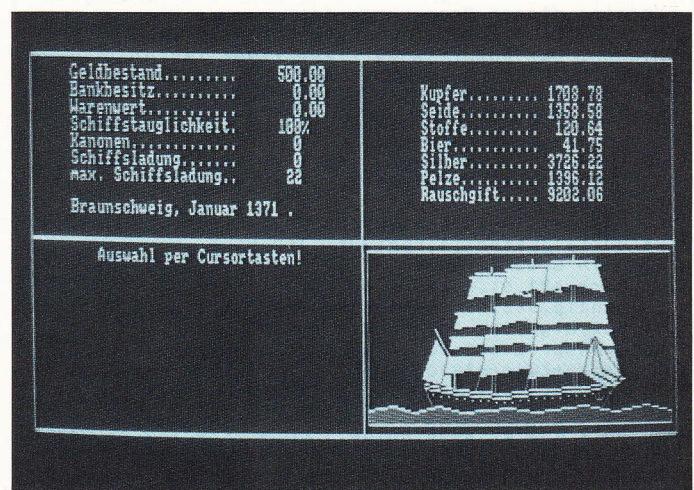 Geldbestand......... 500.00
Bankbesitz.......... 0.00
Warenwert........... 0.00
Schiffstauglichkeit. 100%
Kanonen............. 0
Schiffsladung....... 0
max. Schiffsladung.. 22
Braunschweig, Januar 1371 .
Kupfer......... 1708.78
Seide.......... 1358.58
Stoffe......... 120.64
Bier........... 41.75
Silber......... 3726.22
Pelze.......... 1396.12
Rauschgift..... 9202.06
Auswahl per Cursortasten!